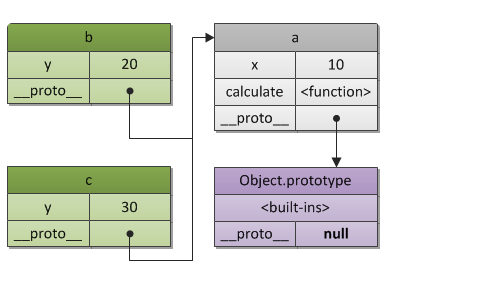 b
y 20
__proto__
a
x 10
calculate <function>
__proto__
c
y 30
__proto__
Object.prototype
<built-ins>
__proto__ null